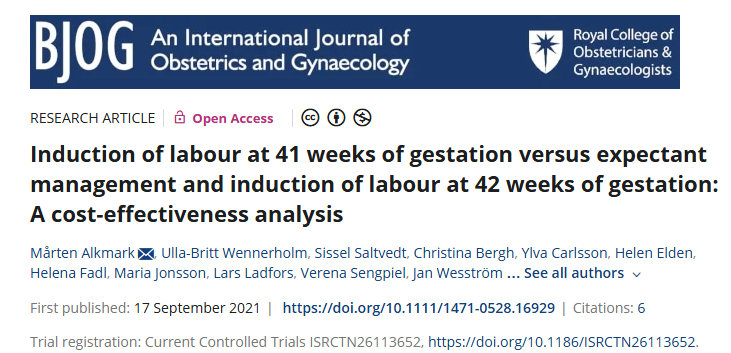 BJOG An International Journal of
Obstetrics and Gynaecology
Royal College of
Obstetricians &
Gynaecologists
RESEARCH ARTICLE Open Access
Induction of labour at 41 weeks of gestation versus expectant
management and induction of labour at 42 weeks of gestation:
A cost-effectiveness analysis
Mårten Alkmark, Ulla-Britt Wennerholm, Sissel Saltvedt, Christina Bergh, Ylva Carlsson, Helen Elden,
Helena Fadl, Maria Jonsson, Lars Ladfors, Verena Sengpiel, Jan Wesström ... See all authors
First published: 17 September 2021 | https://doi.org/10.1111/1471-0528.16929 | Citations: 6
Trial registration: Current Controlled Trials ISRCTN26113652, https://doi.org/10.1186/ISRCTN26113652.